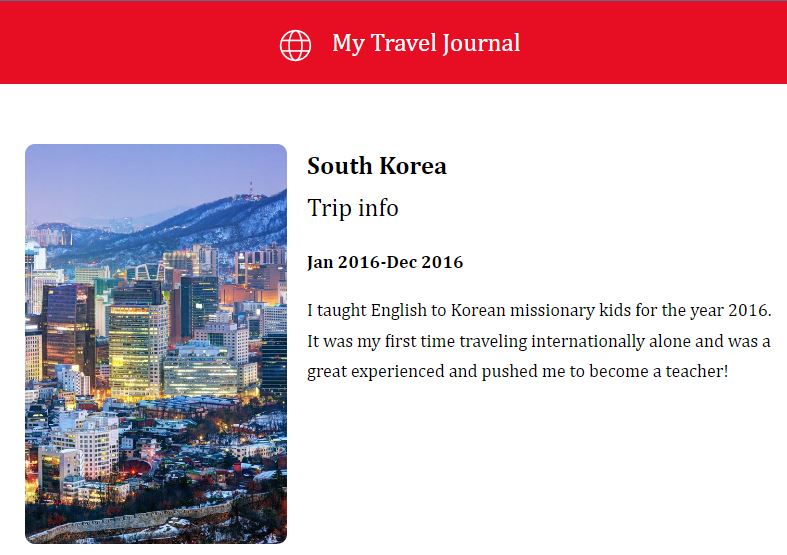 My Travel Journal
South Korea
Trip info
Jan 2016-Dec 2016
I taught English to Korean missionary kids for the year 2016.
It was my first time traveling internationally alone and was a
great experienced and pushed me to become a teacher!